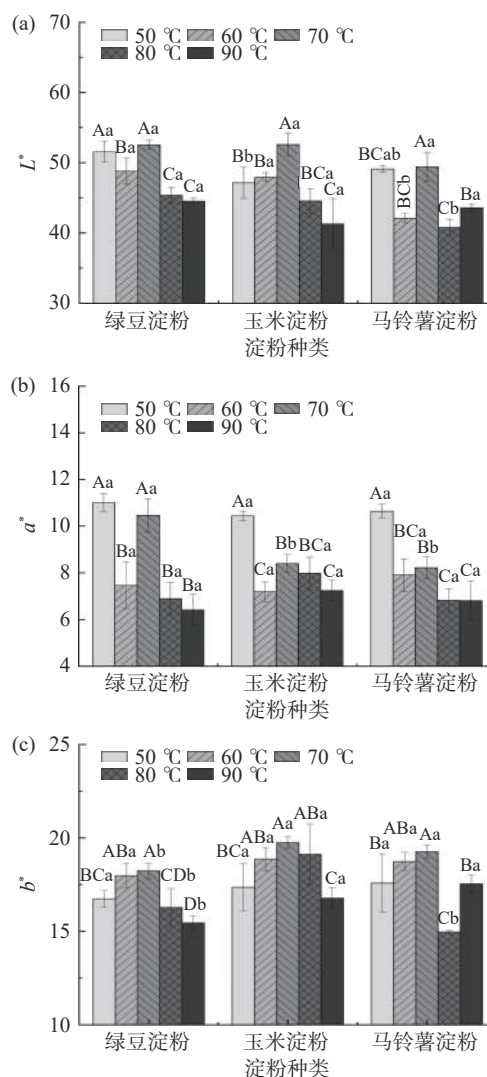 (a)
70
60
50
40
30
L*
50 ℃ 60 ℃ 70 ℃
80 ℃ 90 ℃
Aa Ba Aa Ca Ca
Bb Ba Aa BCa Ca
BCab BCb Aa Cb Ba
绿豆淀粉 玉米淀粉 马铃薯淀粉
淀粉种类
(b)
16
14
12
10
8
6
4
a*
50 ℃ 60 ℃ 70 ℃
80 ℃ 90 ℃
Aa Ba Aa Ba Ba
Aa Ca Bb BCa Ca
Aa BCa Bb Ca Ca
绿豆淀粉 玉米淀粉 马铃薯淀粉
淀粉种类
(c)
25
20
15
10
b*
50 ℃ 60 ℃ 70 ℃
80 ℃ 90 ℃
BCa ABa Ab CDb Db
BCa ABa Aa ABa Ca
Ba ABa Aa Cb Ba
绿豆淀粉 玉米淀粉 马铃薯淀粉
淀粉种类